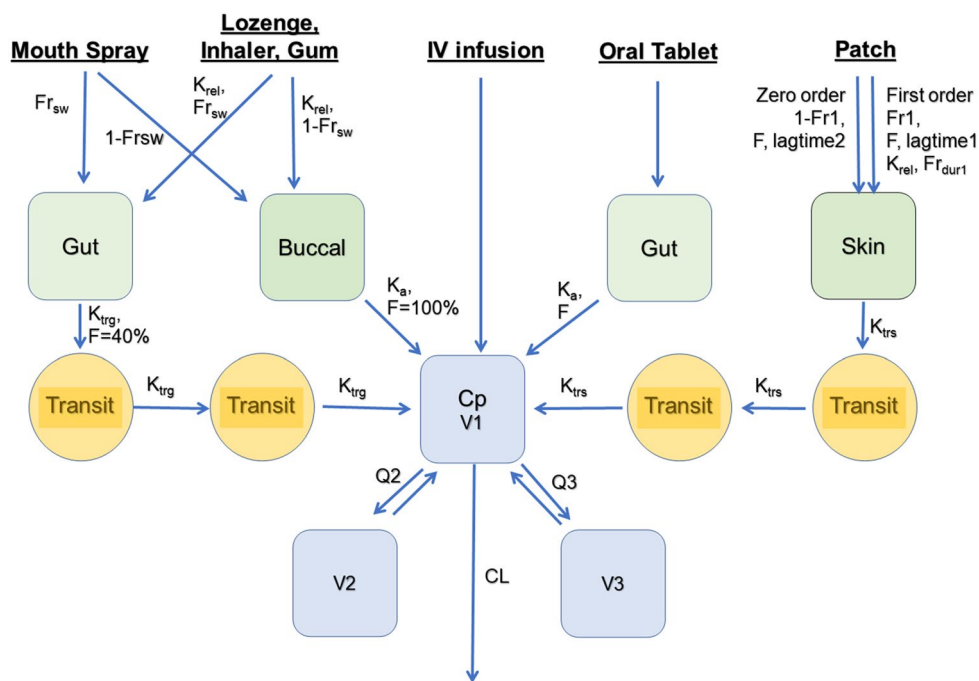 Mouth Spray
Lozenge,
Inhaler, Gum
IV infusion
Oral Tablet
Patch
Fr_sw
1-Frsw
K_rel,
Fr_sw
K_rel,
1-Fr_sw
Zero order
1-Fr1,
F, lagtime2
First order
Fr1,
F, lagtime1
K_rel, Fr_dur1
Gut
Buccal
Gut
Skin
K_trg,
F=40%
K_a,
F=100%
K_a,
F
K_trs
Transit
K_trg
Transit
K_trg
Cp
V1
K_trs
Transit
K_trs
Transit
Q2
Q3
V2
CL
V3